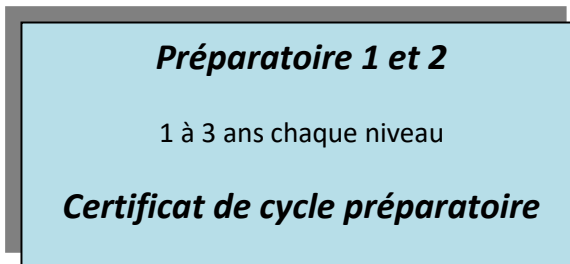 Préparatoire 1 et 2
1 à 3 ans chaque niveau
Certificat de cycle préparatoire